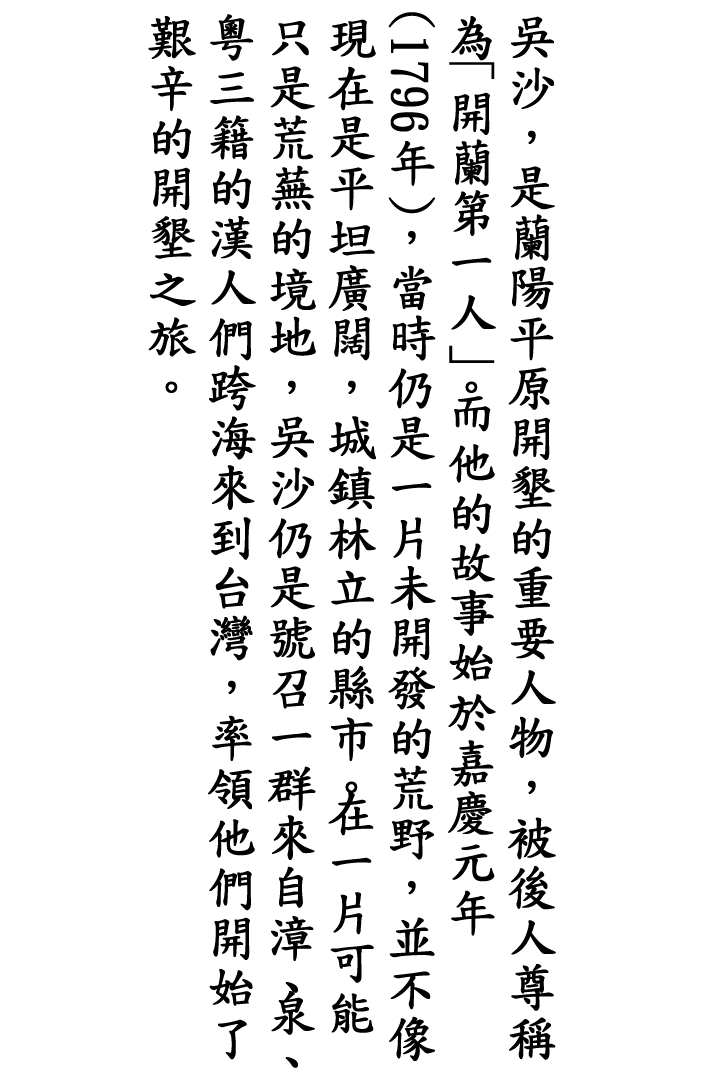 吳沙，是蘭陽平原開墾的重要人物，被後人尊稱
為「開蘭第一人」。而他的故事始於嘉慶元年
（1796年），當時仍是一片未開發的荒野，並不像
現在是平坦廣闊，城鎮林立的縣市。在一片可能
只是荒蕪的境地，吳沙仍是號召一群來自漳、泉、
粵三籍的漢人們跨海來到台灣，率領他們開始了
艱辛的開墾之旅。